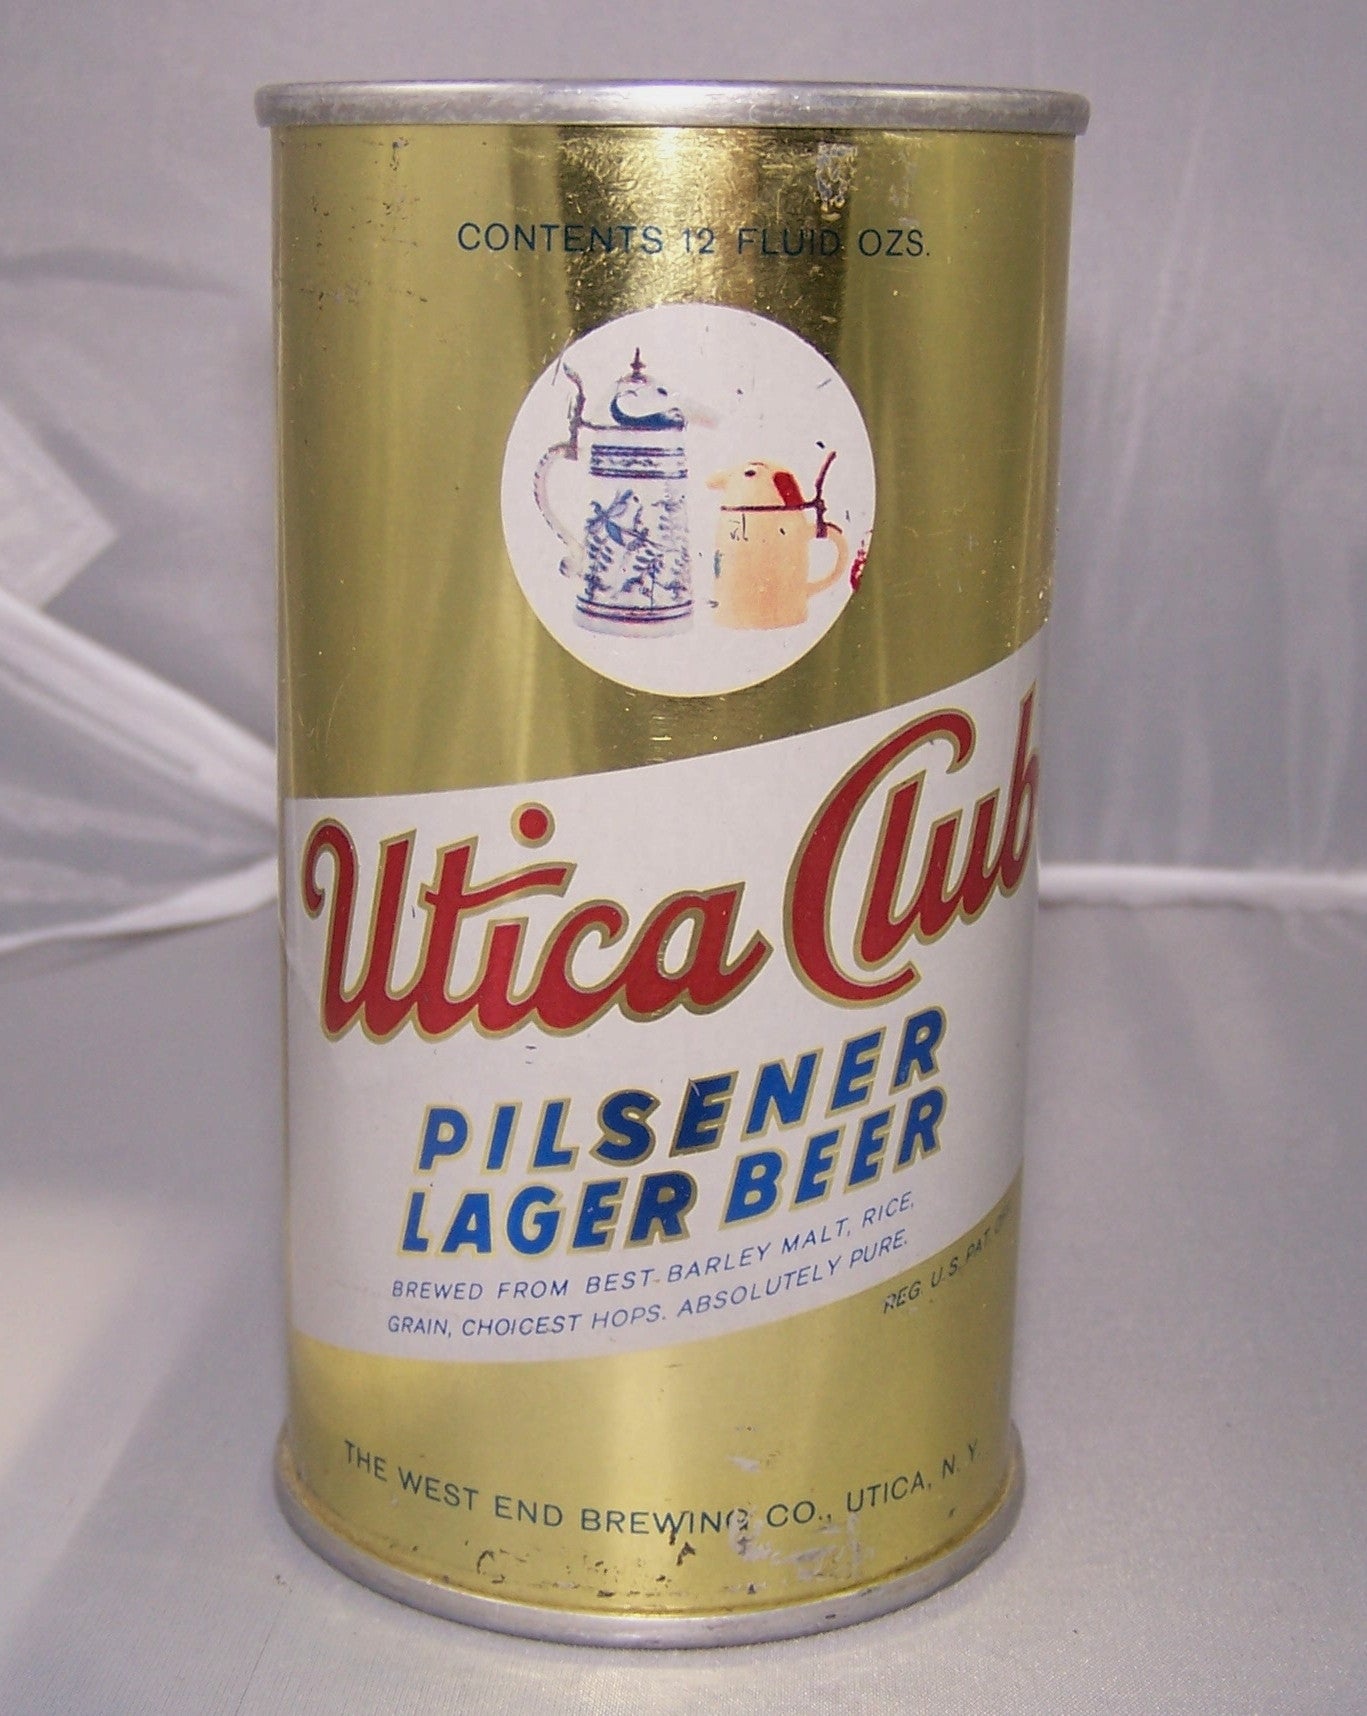 CONTENTS 12 FLUID OZS.
Utica Club
PILSENER
LAGER BEER
BREWED FROM BEST BARLEY MALT, RICE,
GRAIN, CHOICEST HOPS. ABSOLUTELY PURE.
REG. U.S. PAT.
THE WEST END BREWING CO., UTICA, N.Y.